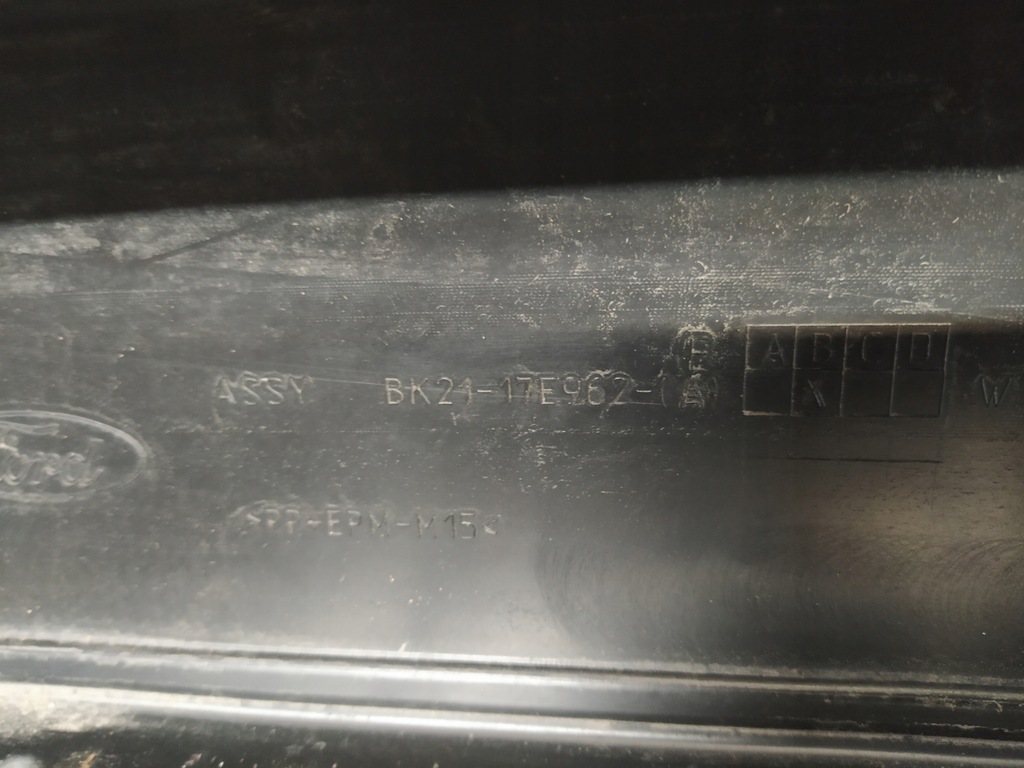 E A B C D
ASSY BK21-17E962-(A) X W
Ford
>PP+EPM-M15<